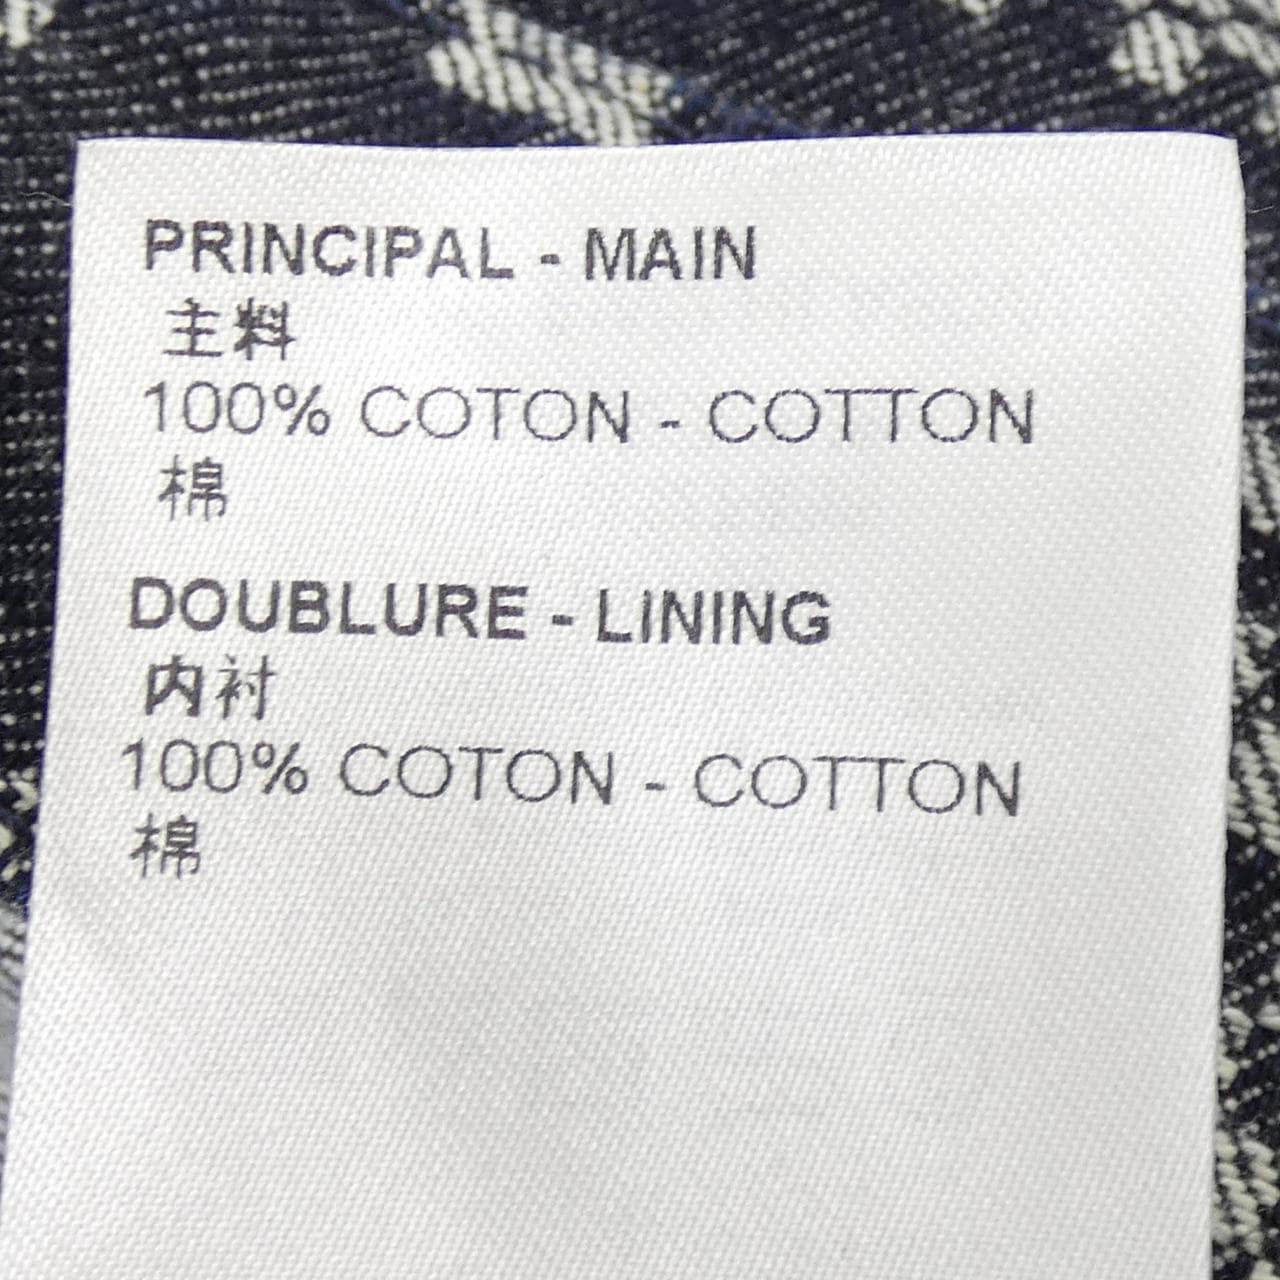 PRINCIPAL - MAIN
主料
100% COTON - COTTON
棉
DOUBLURE - LINING
内衬
100% COTON - COTTON
棉